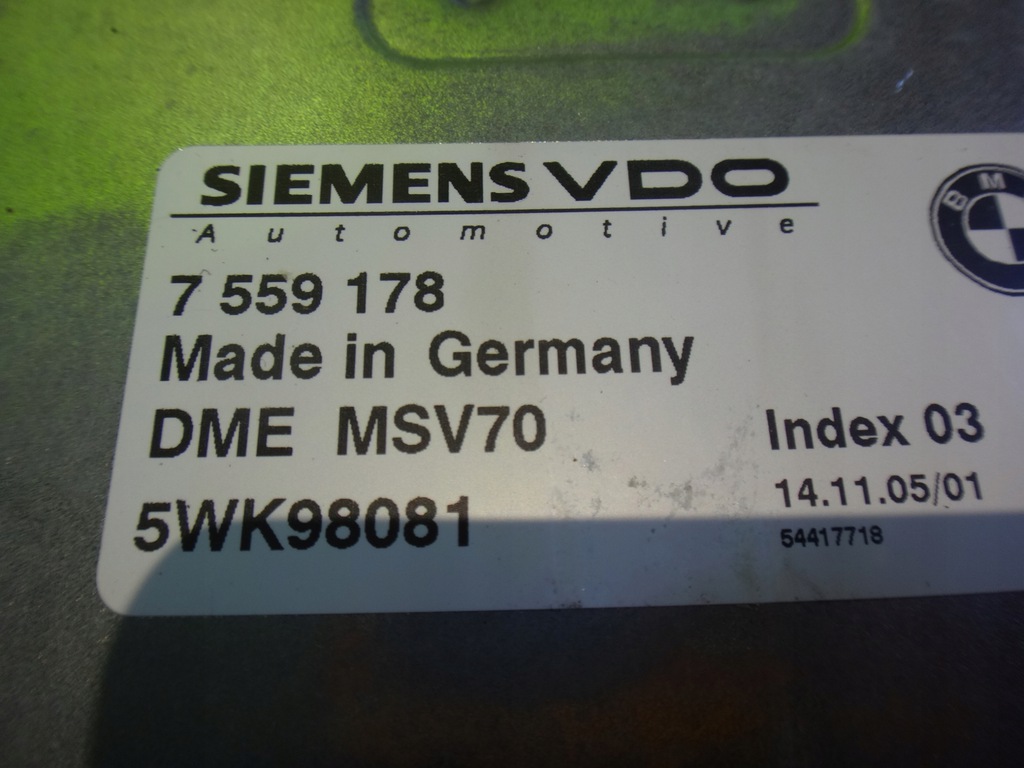 SIEMENS VDO
Automotive
BMW
7 559 178
Made in Germany
DME MSV70
Index 03
5WK98081
14.11.05/01
54417718